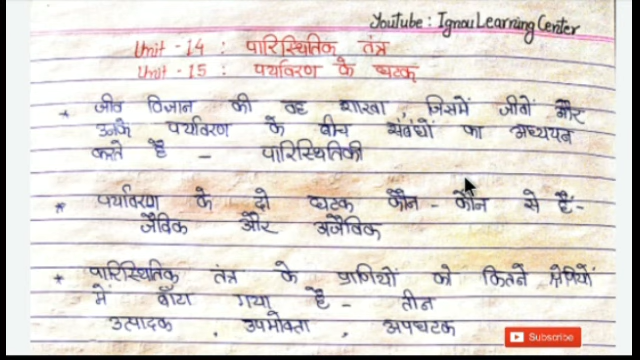 Youtube : Ignou Learning Center
Unit - 14 : पारिस्थितिक तंत्र
Unit - 15 : पर्यावरण के घटक
* जीव विज्ञान की वह शाखा, जिसमें जीवों और
उनके पर्यावरण के बीच संबंधों का अध्ययन
करते है - पारिस्थितिकी
* पर्यावरण के दो घटक कौन - कौन से हैं-
जैविक और अजैविक
* पारिस्थितिक तंत्र के प्राणियों को कितने श्रेणियों
में बाँटा गया है - तीन
उत्पादक , उपभोक्ता , अपघटक
Subscribe